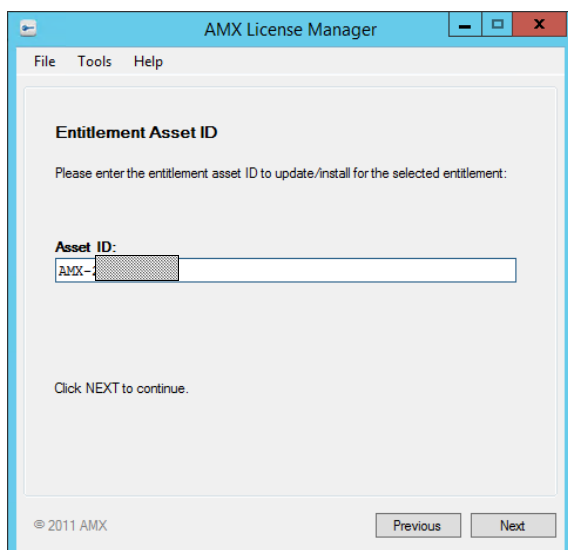 AMX License Manager
File Tools Help
Entitlement Asset ID
Please enter the entitlement asset ID to update/install for the selected entitlement:
Asset ID:
AMX-
Click NEXT to continue.
© 2011 AMX
Previous Next